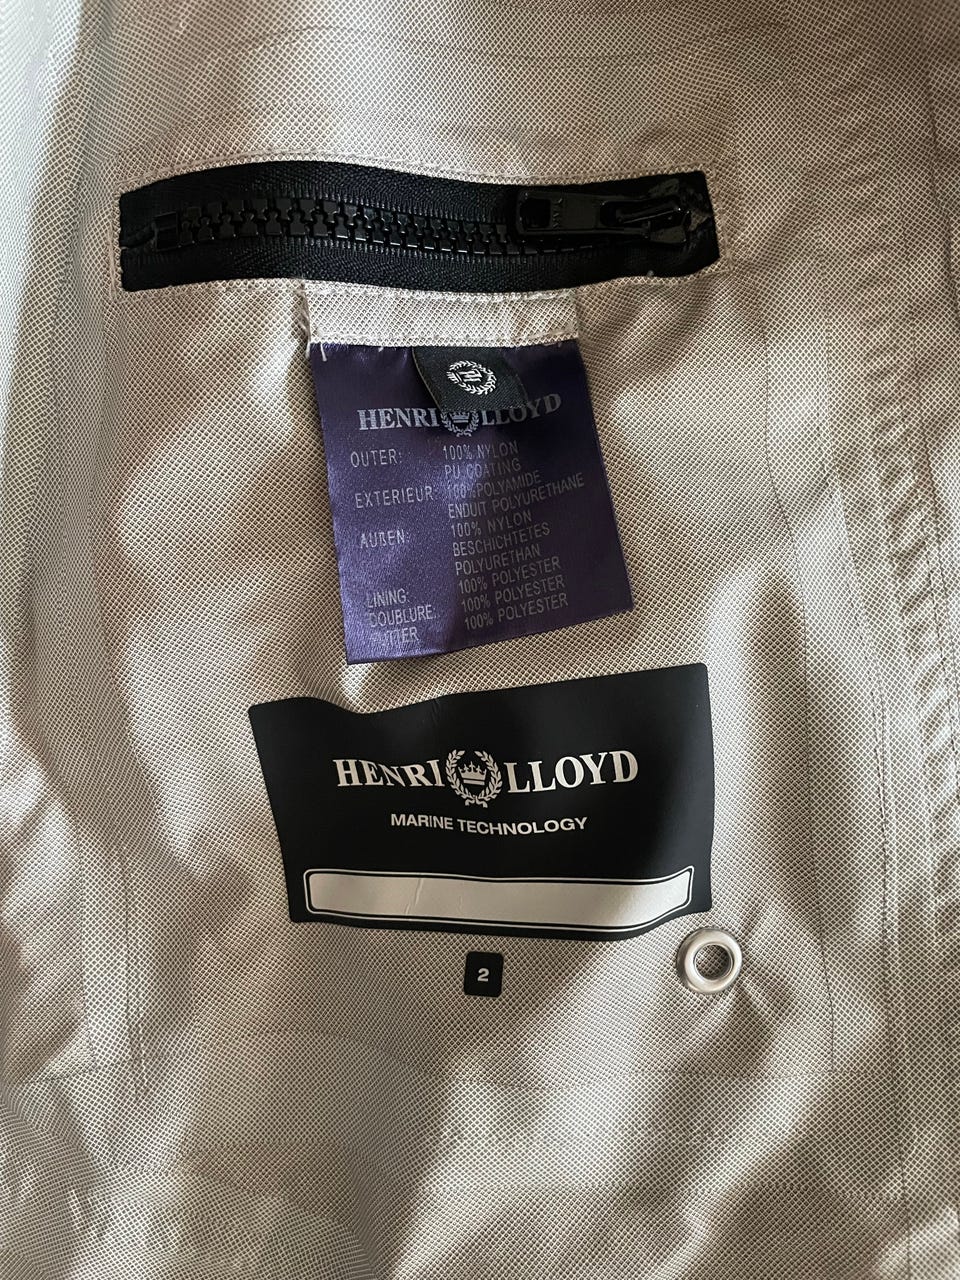 HENRI LLOYD
OUTER: 100% NYLON
PU COATING
EXTERIEUR: 100% POLYAMIDE
ENDUIT POLYURETHANE
AUßEN: 100% NYLON
BESCHICHTETES
POLYURETHAN
LINING: 100% POLYESTER
DOUBLURE: 100% POLYESTER
FUTTER 100% POLYESTER
HENRI LLOYD
MARINE TECHNOLOGY
2